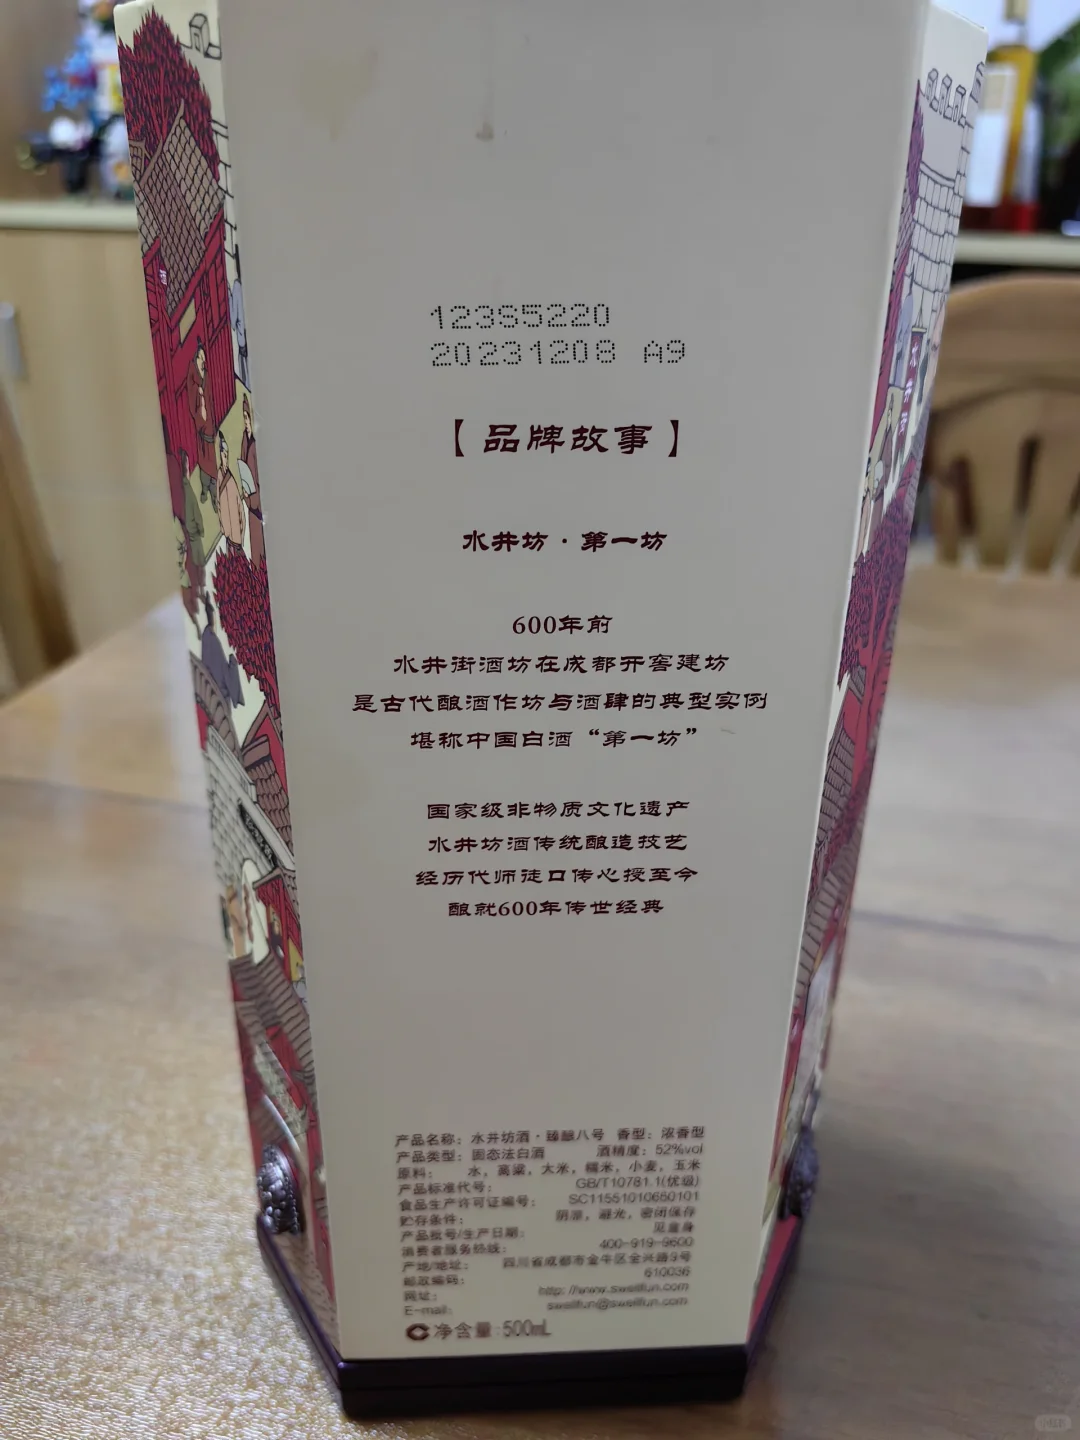 123S5220
20231208 A9
【品牌故事】
水井坊·第一坊
600年前
水井街酒坊在成都开窖建坊
是古代酿酒作坊与酒肆的典型实例
堪称中国白酒“第一坊”
国家级非物质文化遗产
水井坊酒传统酿造技艺
经历代师徒口传心授至今
酿就600年传世经典
产品名称：水井坊酒·臻酿八号 香型：浓香型
产品类型：固态法白酒 酒精度：52%vol
原料：水，高粱，大米，糯米，小麦，玉米
产品标准代号：GB/T10781.1(优级)
食品生产许可证编号：SC11551010650101
贮存条件：阴凉，避光，密闭保存
产品批号/生产日期：见盒身
消费者服务热线：400-919-9600
产地/地址：四川省成都市金牛区全兴路9号
邮政编码：610036
网址：http://www.swellfun.com
E-mail：swellfun@swellfun.com
净含量：500mL